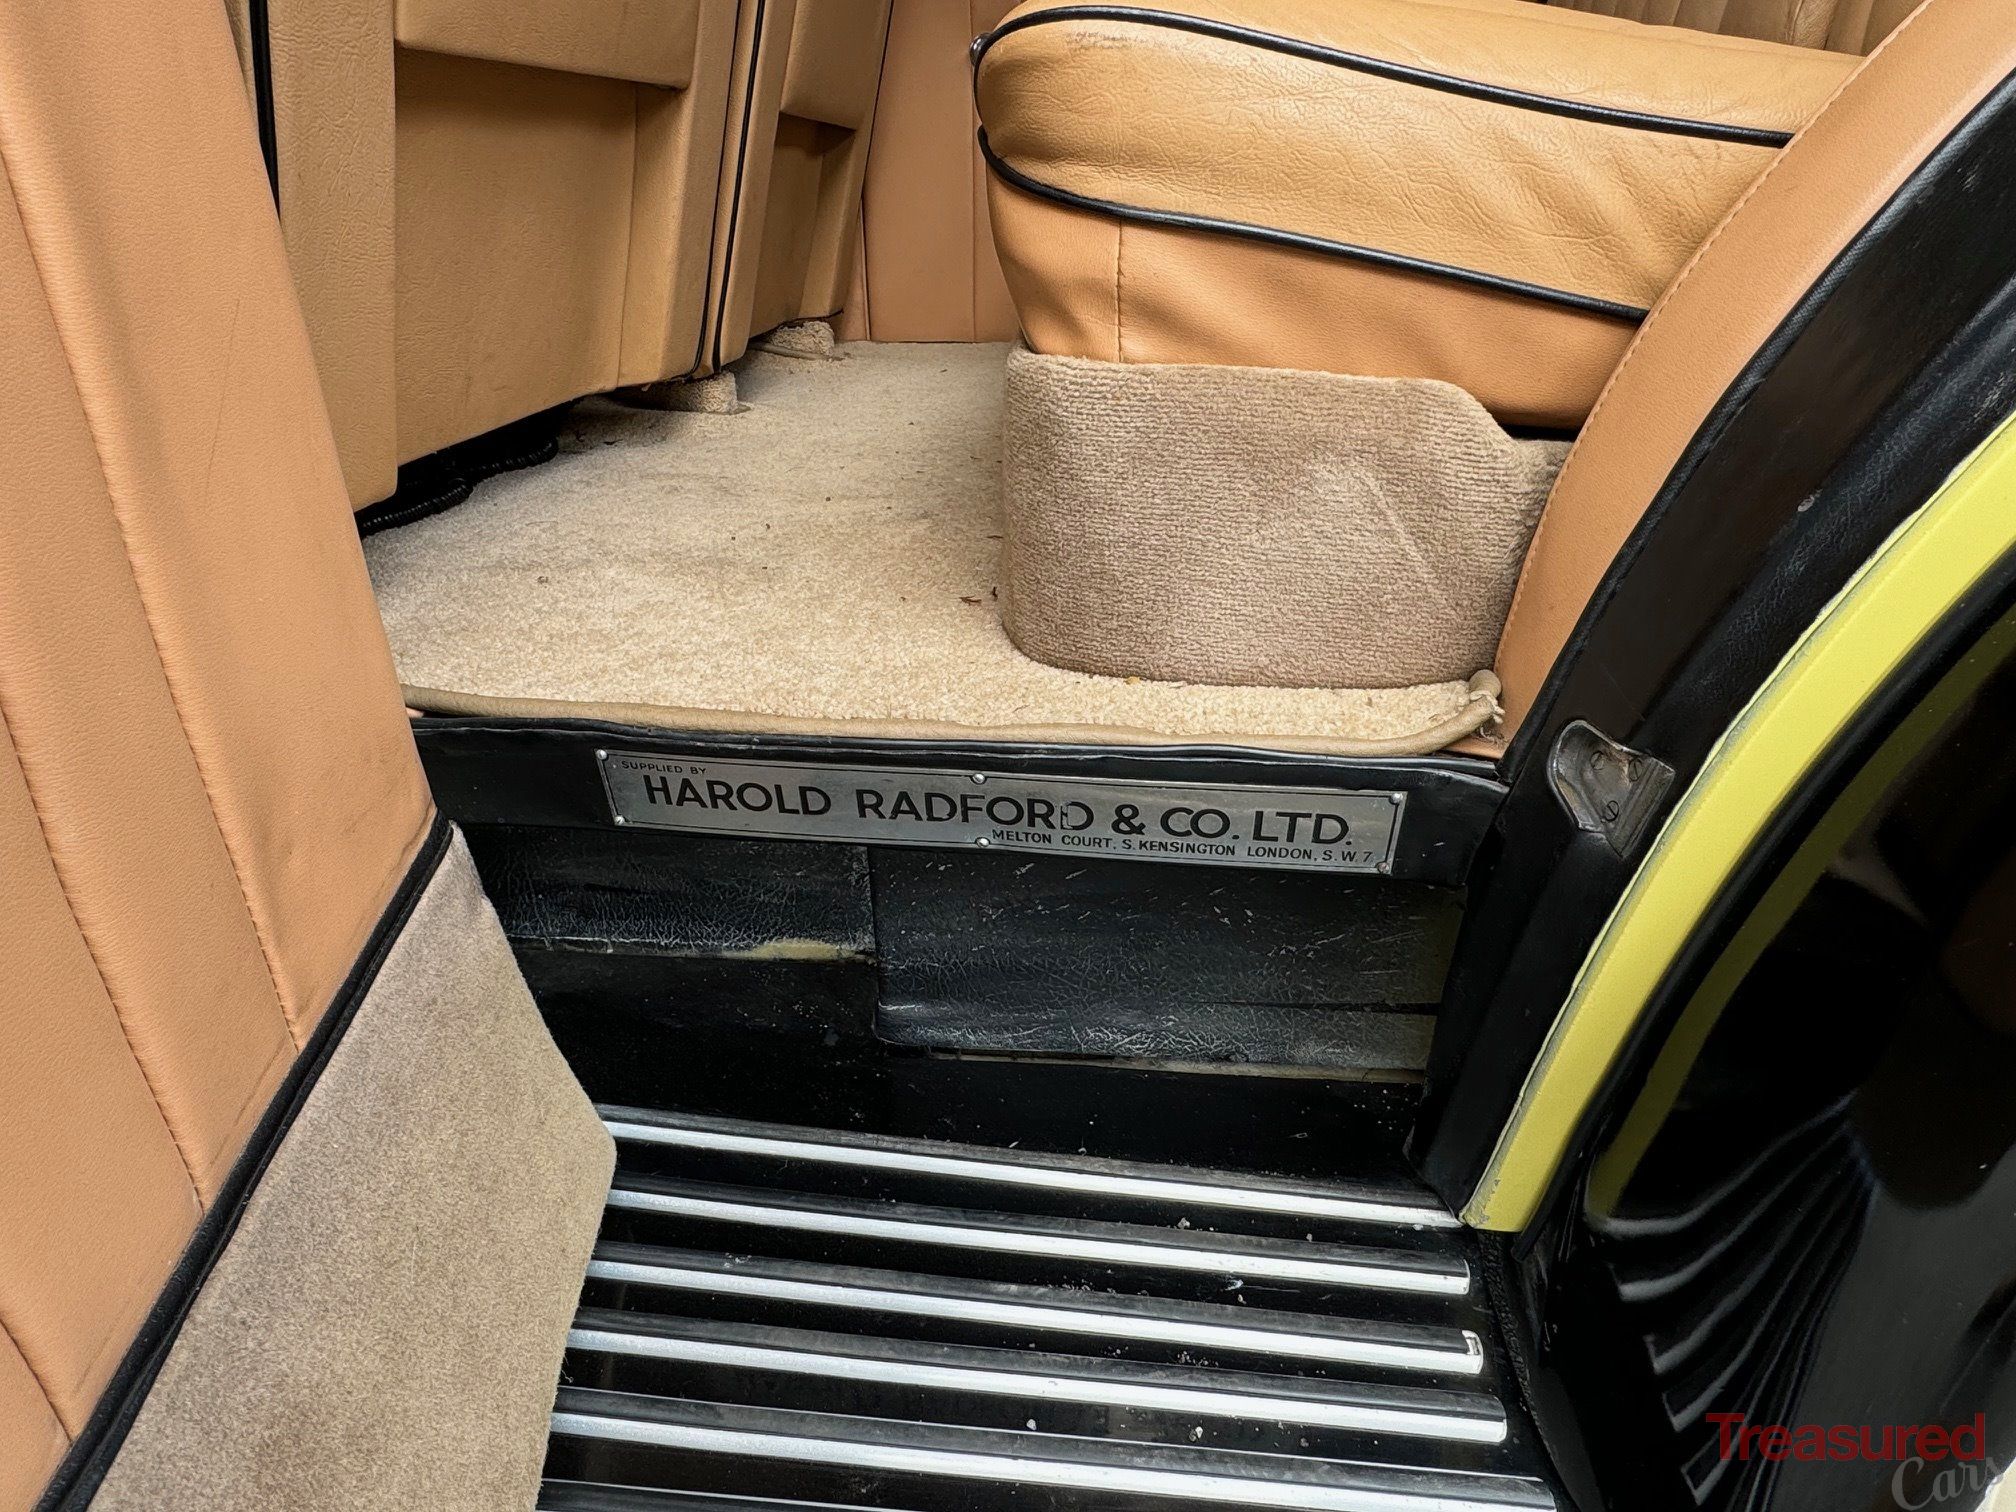 SUPPLIED BY
HAROLD RADFORD & CO. LTD.
MELTON COURT, S. KENSINGTON LONDON, S.W.7
Treasured
Cars